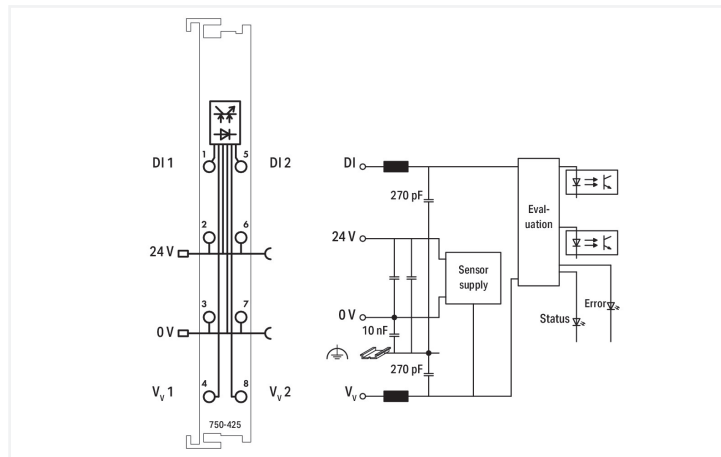 1
5
DI 1
DI 2
2
6
24 V
3
7
0 V
V_V 1
4
8
V_V 2
750-425
DI
270 pF
24 V
Sensor
supply
0 V
10 nF
270 pF
V_V
Eval-
uation
Error
Status